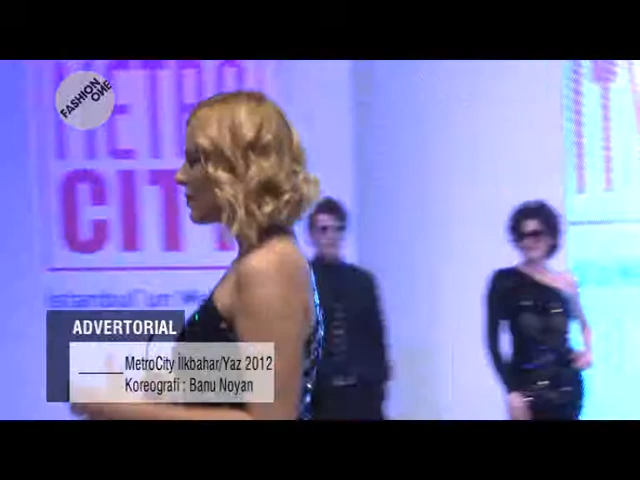 FASHION
ONE
METRO
CITY
ADVERTORIAL
MetroCity İlkbahar/Yaz 2012
Koreografi : Banu Noyan